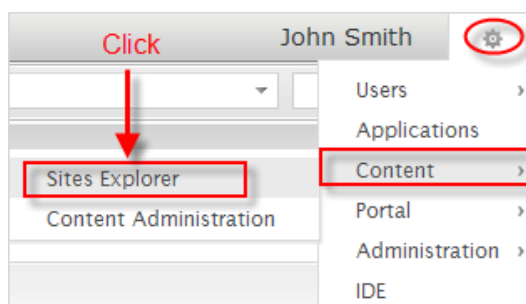 Click
John Smith
Users
Applications
Sites Explorer
Content
Content Administration
Portal
Administration
IDE